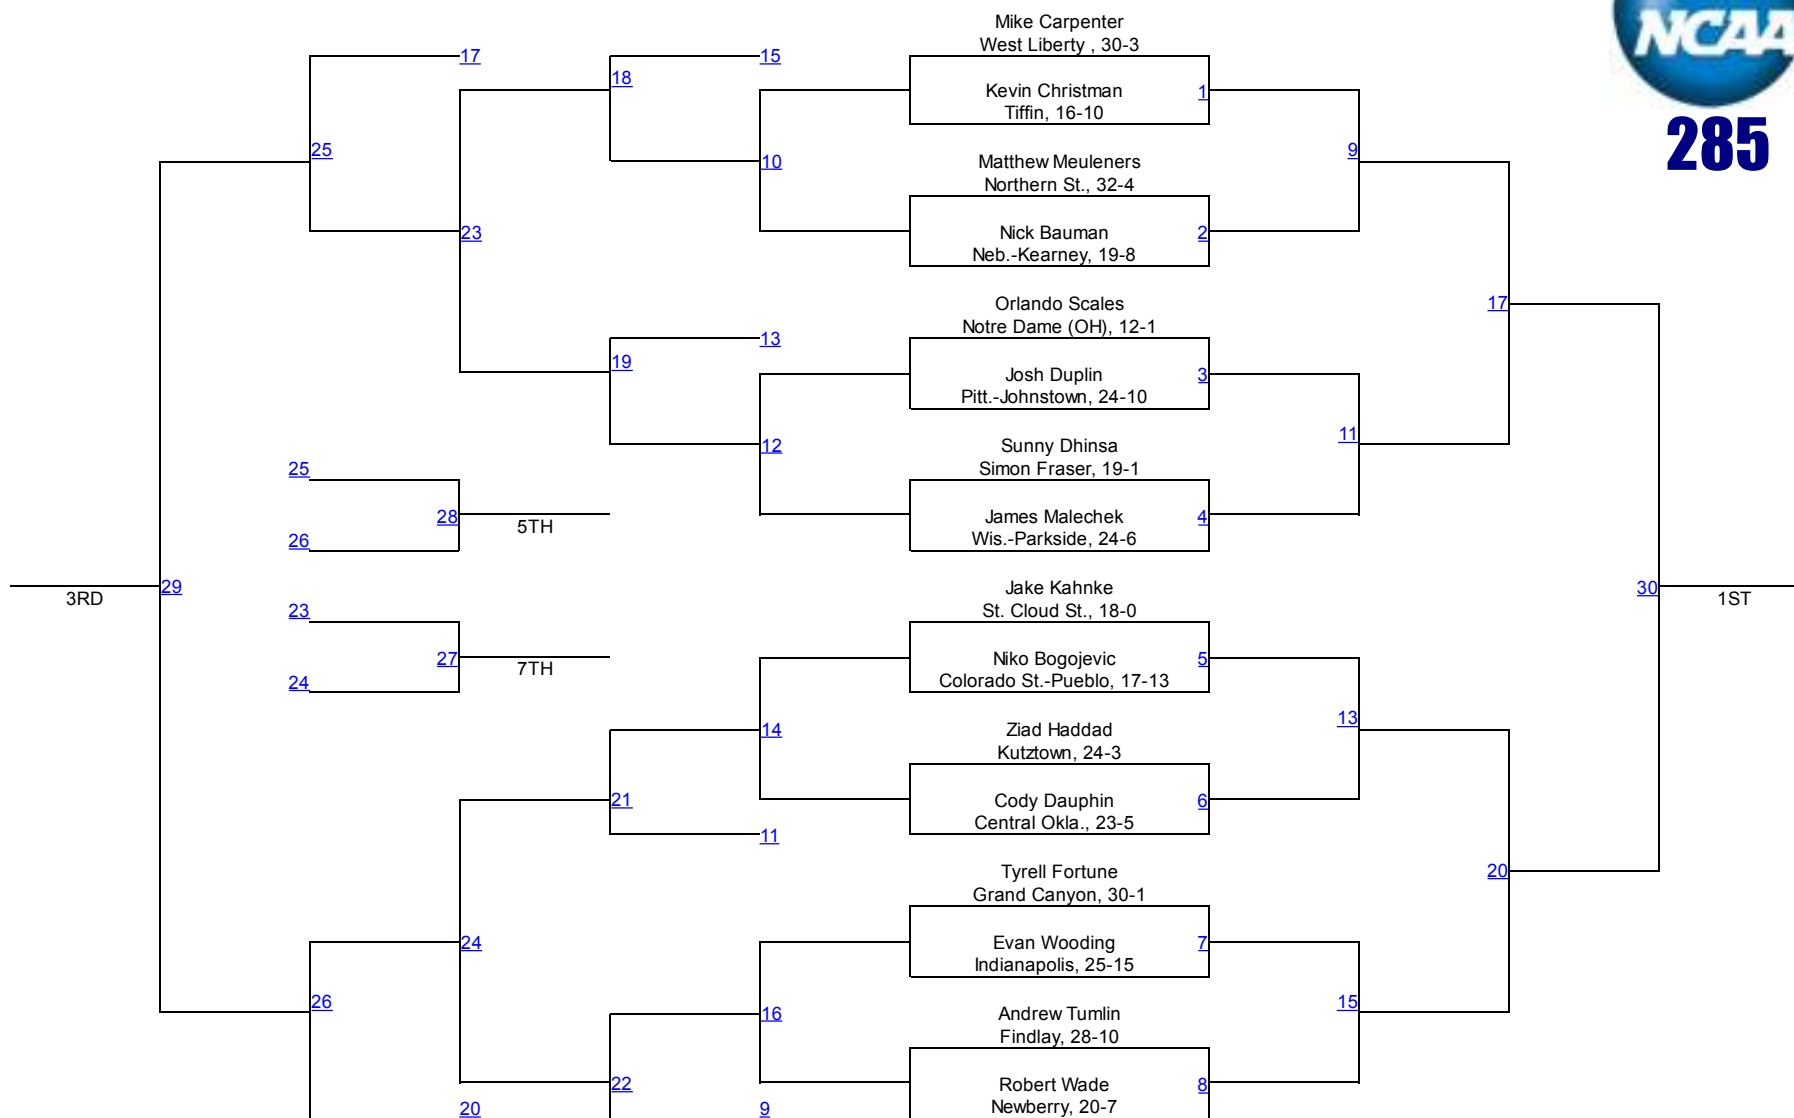 NCAA
285
Mike Carpenter
West Liberty , 30-3
17
15
18
Kevin Christman
1
Tiffin, 16-10
25
10
Matthew Meuleners
9
Northern St., 32-4
23
Nick Bauman
2
Neb.-Kearney, 19-8
Orlando Scales
17
Notre Dame (OH), 12-1
13
19
Josh Duplin
3
Pitt.-Johnstown, 24-10
12
Sunny Dhinsa
11
25
Simon Fraser, 19-1
28
James Malechek
4
5TH
26
Wis.-Parkside, 24-6
29
Jake Kahnke
30
3RD
1ST
23
St. Cloud St., 18-0
27
Niko Bogojevic
5
7TH
24
Colorado St.-Pueblo, 17-13
14
Ziad Haddad
13
Kutztown, 24-3
21
Cody Dauphin
6
11
Central Okla., 23-5
Tyrell Fortune
20
Grand Canyon, 30-1
24
Evan Wooding
7
Indianapolis, 25-15
26
16
Andrew Tumlin
15
Findlay, 28-10
22
Robert Wade
8
20
9
Newberry, 20-7